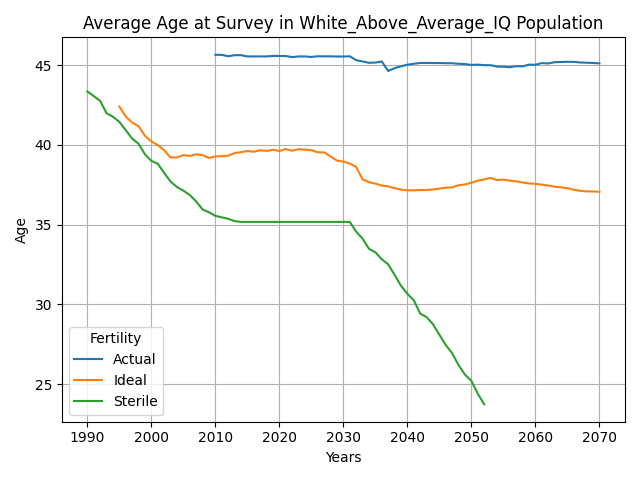 Average Age at Survey in White_Above_Average_IQ Population
Age
45
40
35
30
25
Fertility
Actual
Ideal
Sterile
1990 2000 2010 2020 2030 2040 2050 2060 2070
Years